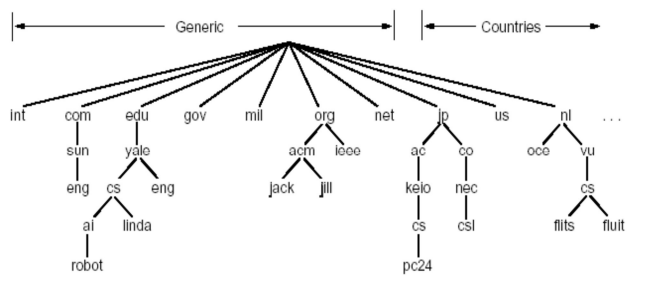 Generic Countries
int com edu gov mil org net jp us nl ...
sun yale acm ieee ac co oce vu
eng cs eng jack jill keio nec cs
ai linda cs csl flits fluit
robot pc24